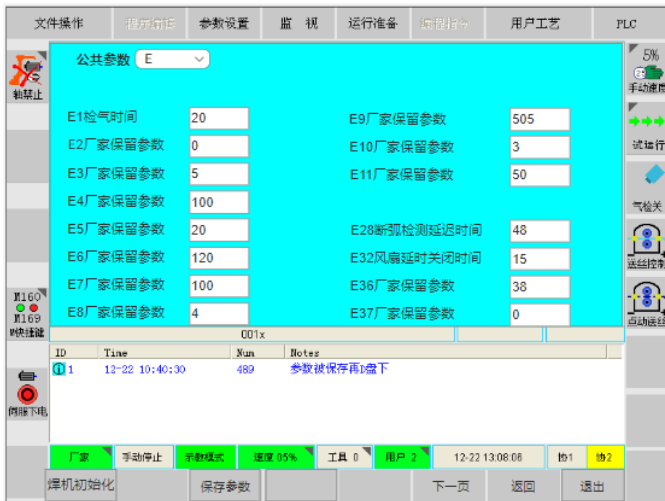 文件操作 程序编辑 参数设置 监 视 运行准备 编程指令 用户工艺 PLC
公共参数 E
轴禁止
5%
手动速度
E1检气时间 20 E9厂家保留参数 505
E2厂家保留参数 0 E10厂家保留参数 3
试运行
E3厂家保留参数 5 E11厂家保留参数 50
E4厂家保留参数 100
气检关
E5厂家保留参数 20 E28断弧检测延迟时间 48
E6厂家保留参数 120 E32风扇延时关闭时间 15
送丝控制
E7厂家保留参数 100 E36厂家保留参数 38
E8厂家保留参数 4 E37厂家保留参数 0
M160
M169
M快捷键
点动送丝
001x
ID Time Num Notes
1 12-22 10:40:30 489 参数被保存再D盘下
伺服下电
厂家 手动停止 示教模式 速度 05% 工具 0 用户 2 12-22 13:08:06 协1 协2
焊机初始化 保存参数 下一页 返回 退出